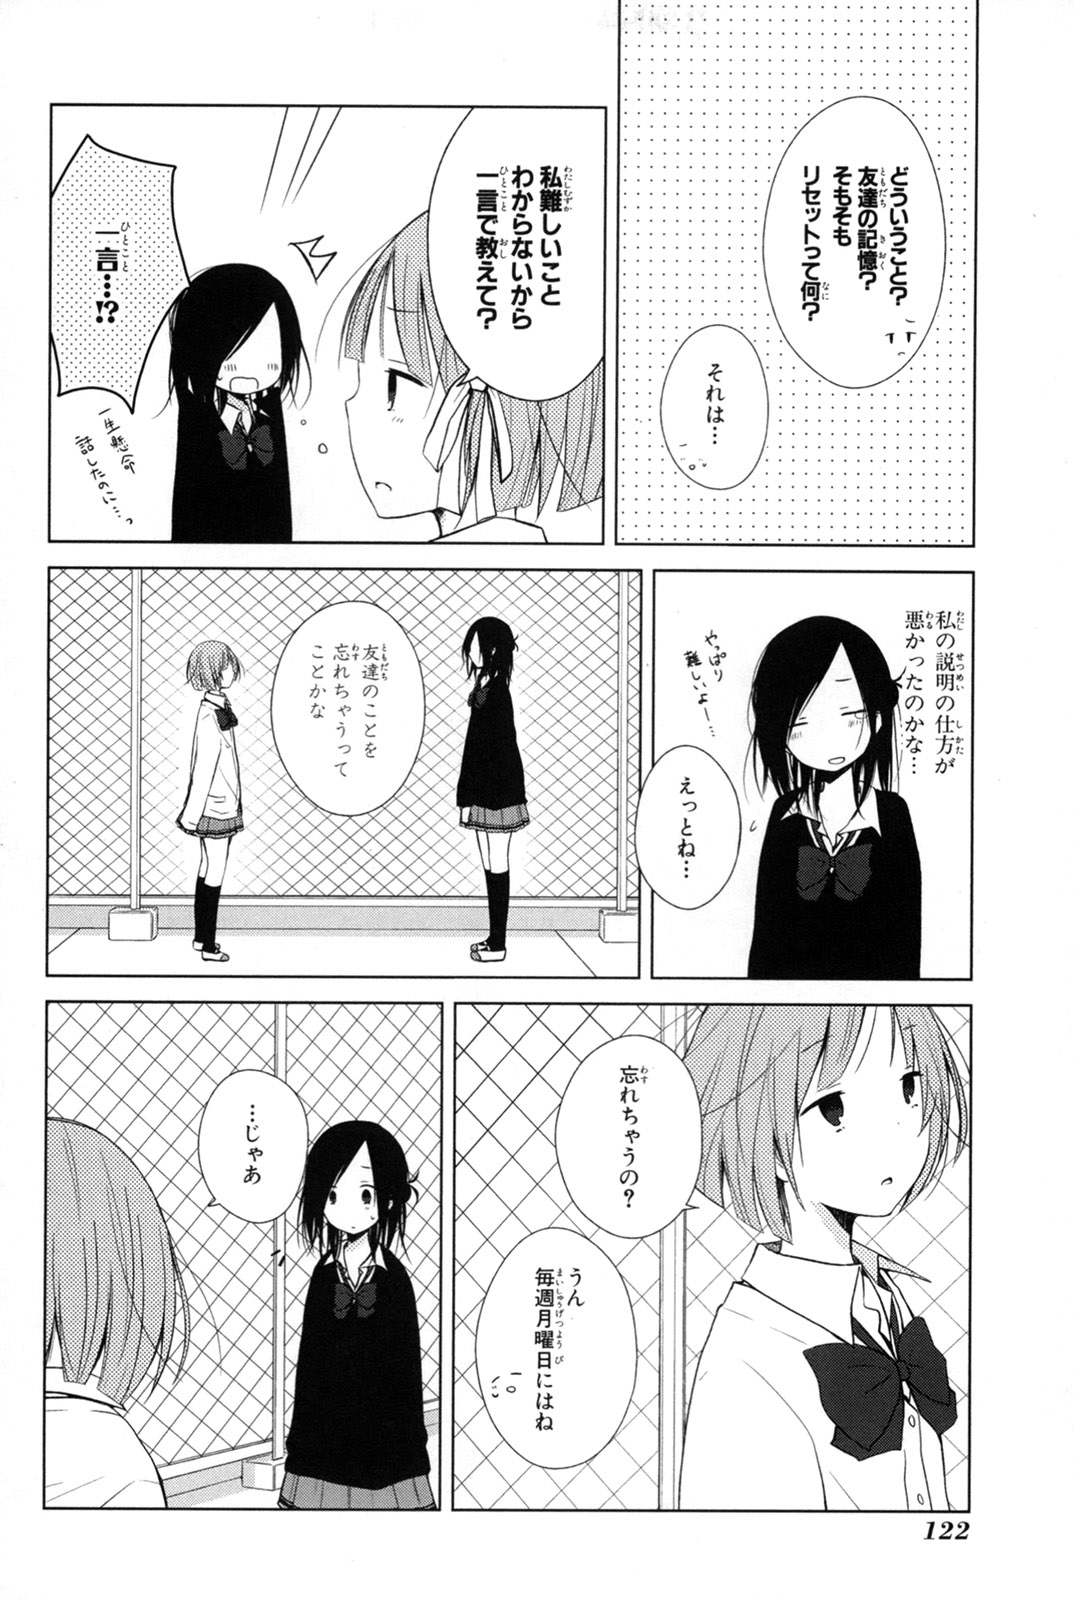 どういうこと?
友達の記憶?
そもそも
リセットって何?
それは…
私難しいこと
わからないから
一言で教えて?
一言…!?
一生懸命
話したのに…っ
私の説明の仕方が
悪かったのかな…
やっぱり
難しいよー…
えっとね…
友達のことを
忘れちゃうって
ことかな
忘れちゃうの?
うん
毎週月曜日にはね
…じゃあ
122